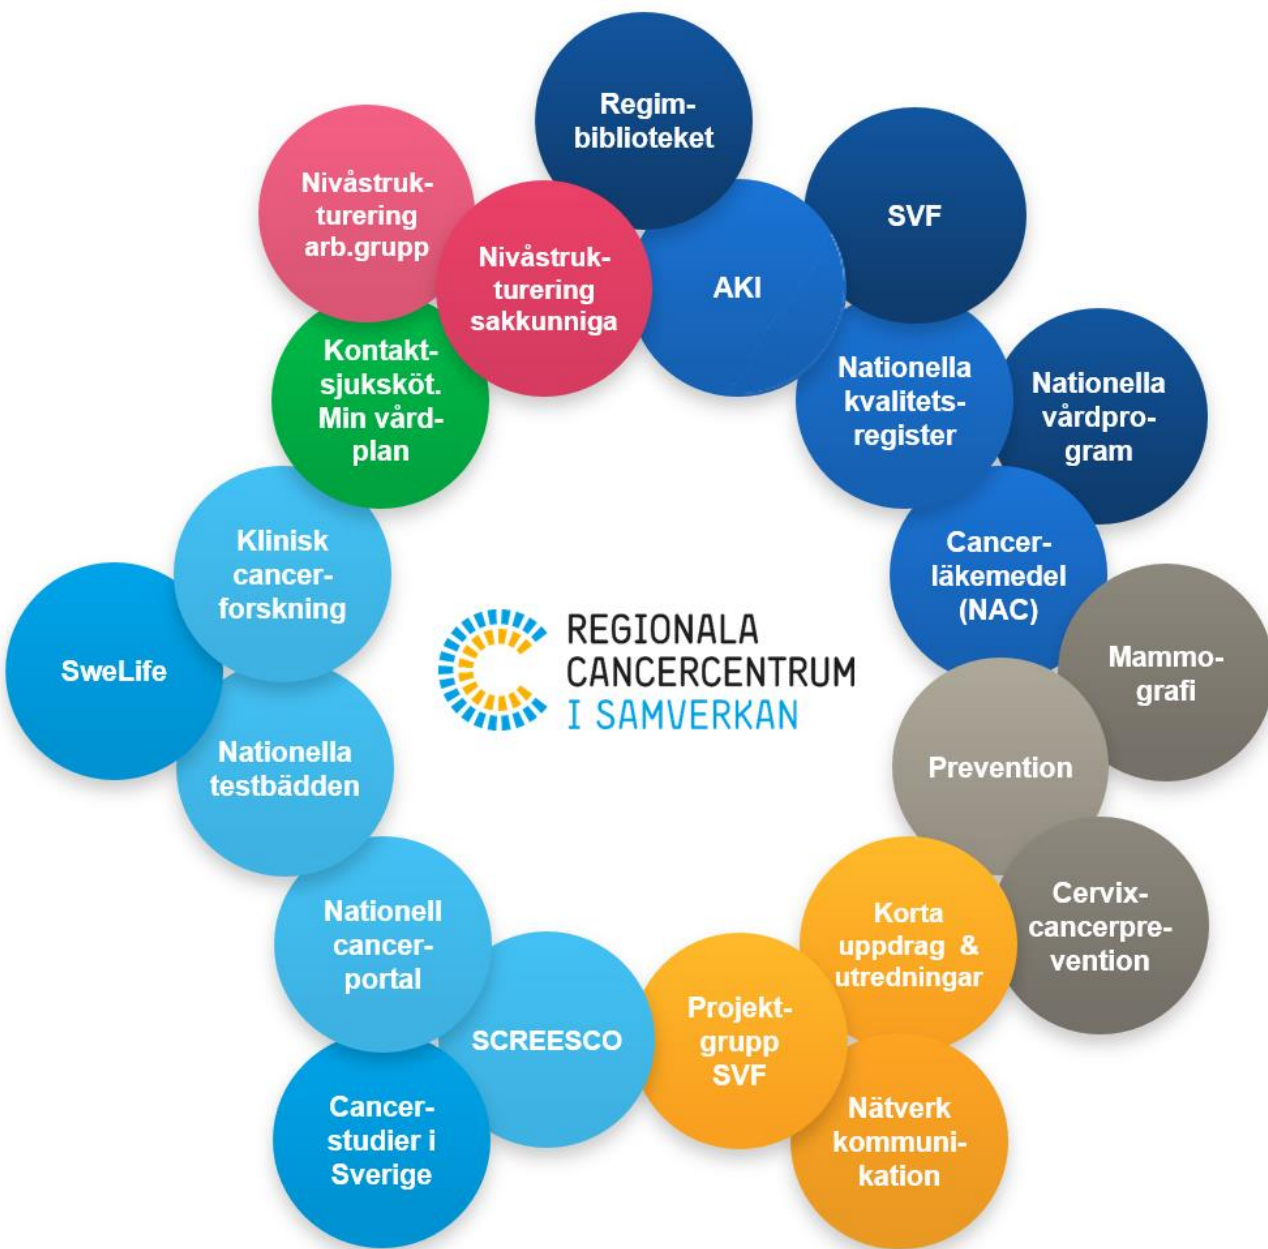 Regim-
biblioteket
SVF
Nivåstruk-
turering
arb.grupp
Nivåstruk-
turering
sakkunniga
AKI
Kontakt-
sjuksköt.
Min vård-
plan
Nationella
kvalitets-
register
Nationella
vårdpro-
gram
Klinisk
cancer-
forskning
Cancer-
läkemedel
(NAC)
SweLife
REGIONALA
CANCERCENTRUM
I SAMVERKAN
Mammo-
grafi
Nationella
testbädden
Prevention
Nationell
cancer-
portal
Korta
uppdrag & 
utredningar
Cervix-
cancerpre-
vention
SCREESCO
Projekt-
grupp
SVF
Cancer-
studier i
Sverige
Nätverk
kommuni-
kation